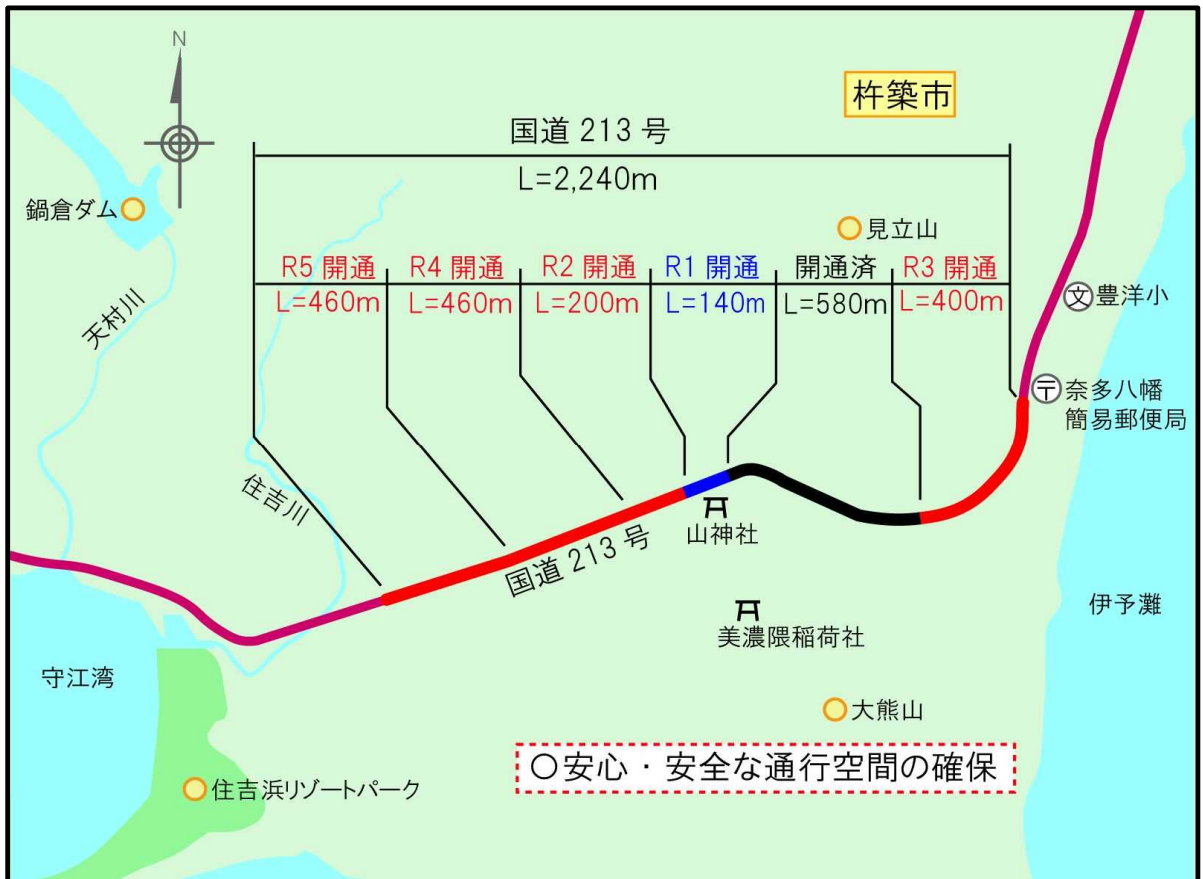 N
杵築市
国道 213 号
L=2,240m
鍋倉ダム
見立山
R5 開通
R4 開通
R2 開通
R1 開通
開通済
R3 開通
L=460m
L=460m
L=200m
L=140m
L=580m
L=400m
文
豊洋小
天村川
〒
奈多八幡
簡易郵便局
住吉川
山神社
国道 213 号
美濃隈稲荷社
伊予灘
守江湾
大熊山
○安心・安全な通行空間の確保
住吉浜リゾートパーク